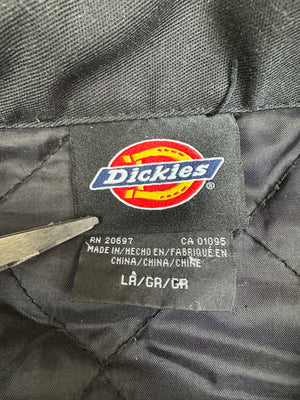 Dickies®
RN 20697 CA 01095
MADE IN/HECHO EN/FABRIQUÉ EN
CHINA/CHINA/CHINE
LA/GR/GR